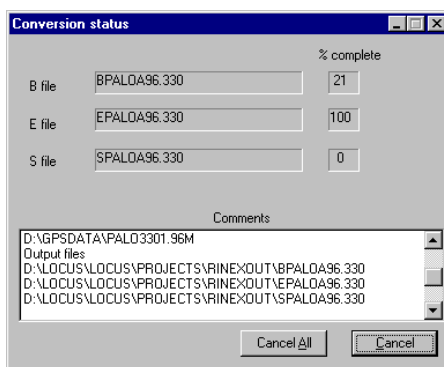 Conversion status
% complete
B file BPALOA96.330 21
E file EPALOA96.330 100
S file SPALOA96.330 0
Comments
D:\GPSDATA\PALO3301.96M
Output files
D:\LOCUS\LOCUS\PROJECTS\RINEXOUT\BPALOA96.330
D:\LOCUS\LOCUS\PROJECTS\RINEXOUT\EPALOA96.330
D:\LOCUS\LOCUS\PROJECTS\RINEXOUT\SPALOA96.330
Cancel All Cancel